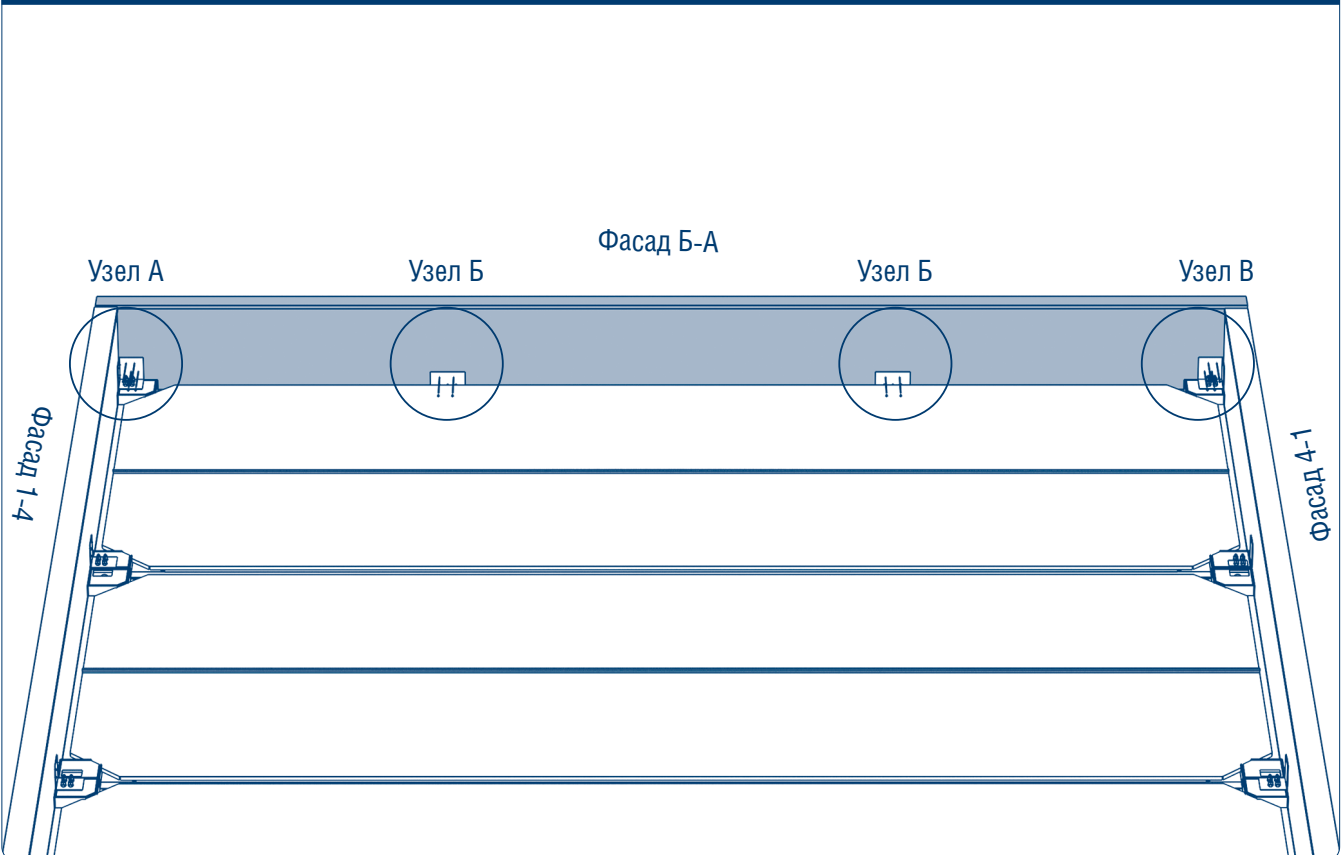 Фасад Б-А
Узел А
Узел Б
Узел Б
Узел В
Фасад 1-4
Фасад 4-1